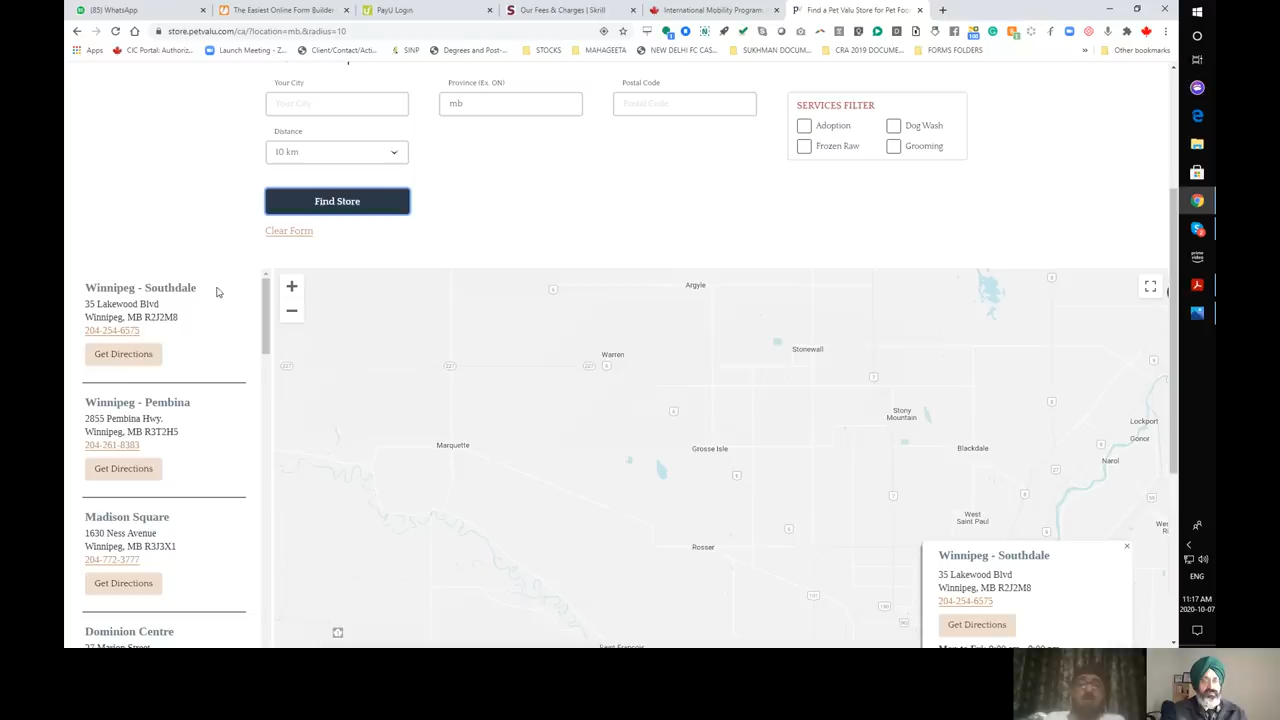 (85) WhatsApp
The Easiest Online Form Builder
PayU Login
Our Fees & Charges | Skrill
International Mobility Program:
Find a Pet Valu Store for Pet Foo
store.petvalu.com/ca/?location=mb.&radius=10
Apps
CIC Portal: Authoriz...
Launch Meeting - Z...
Client/Contact/Acti...
SINP
Degrees and Post-...
STOCKS
MAHAGEETA
NEW DELHI FC CAS...
SUKHMAN DOCUM...
CRA 2019 DOCUME...
FORMS FOLDERS
Other bookmarks
Your City
Province (Ex. ON)
Postal Code
Your City
mb
Postal Code
SERVICES FILTER
Adoption
Dog Wash
Frozen Raw
Grooming
Distance
10 km
Find Store
Clear Form
Winnipeg - Southdale
35 Lakewood Blvd
Winnipeg, MB R2J2M8
204-254-6575
Get Directions
Winnipeg - Pembina
2855 Pembina Hwy.
Winnipeg, MB R3T2H5
204-261-8383
Get Directions
Madison Square
1630 Ness Avenue
Winnipeg, MB R3J3X1
204-772-3777
Get Directions
Dominion Centre
27 Marion Street
Argyle
Warren
Stonewall
Stony
Mountain
Lockport
Gonor
Marquette
Grosse Isle
Blackdale
Narol
West
Saint Paul
Rosser
Winnipeg - Southdale
35 Lakewood Blvd
Winnipeg, MB R2J2M8
204-254-6575
Get Directions
ENG
11:17 AM
2020-10-07